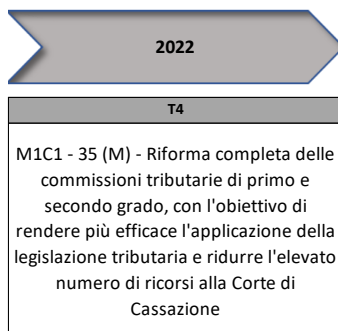 2022
T4
M1C1 - 35 (M) - Riforma completa delle
commissioni tributarie di primo e
secondo grado, con l'obiettivo di
rendere più efficace l'applicazione della
legislazione tributaria e ridurre l'elevato
numero di ricorsi alla Corte di
Cassazione